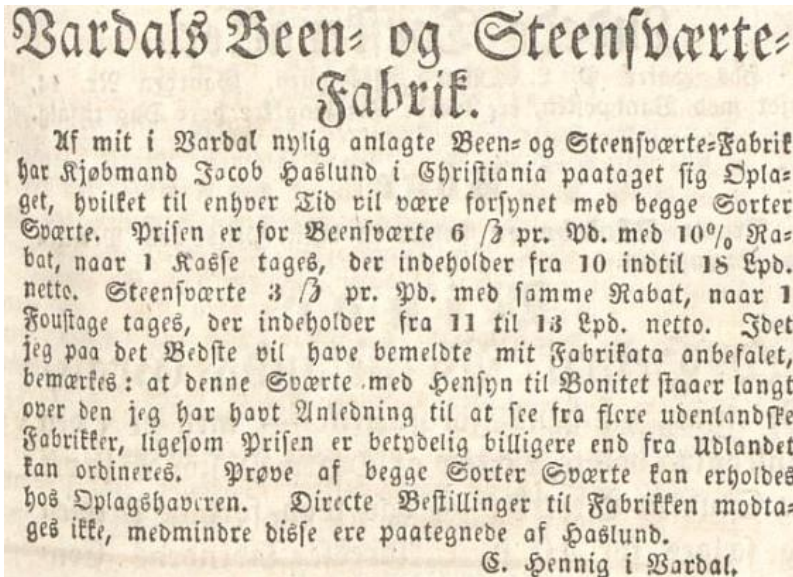 Vardals Been- og Steensværte-
Fabrik.
Af mit i Vardal nylig anlagte Been- og Steensværte-Fabrik
har Kjøbmand Jacob Haslund i Christiania paataget sig Opla-
get, hvilket til enhver Tid vil være forsynet med begge Sorter
Sværte. Prisen er for Beensværte 6 ß pr. Pd. med 10% Ra-
bat, naar 1 Kasse tages, der indeholder fra 10 indtil 18 Lpd.
netto. Steensværte 3 ß pr. Pd. med samme Rabat, naar 1
Foustage tages, der indeholder fra 11 til 13 Lpd. netto. Idet
jeg paa det Bedste vil have bemeldte mit Fabrikata anbefalet,
bemærkes: at denne Sværte med Hensyn til Bonitet staaer langt
over den jeg har havt Anledning til at see fra flere udenlandske
Fabrikker, ligesom Prisen er betydelig billigere end fra Udlandet
kan ordineres. Prøve af begge Sorter Sværte kan erholdes
hos Oplagshaveren. Directe Bestillinger til Fabrikken modta-
ges ikke, medmindre disse ere paategnede af Haslund.
C. Hennig i Vardal.